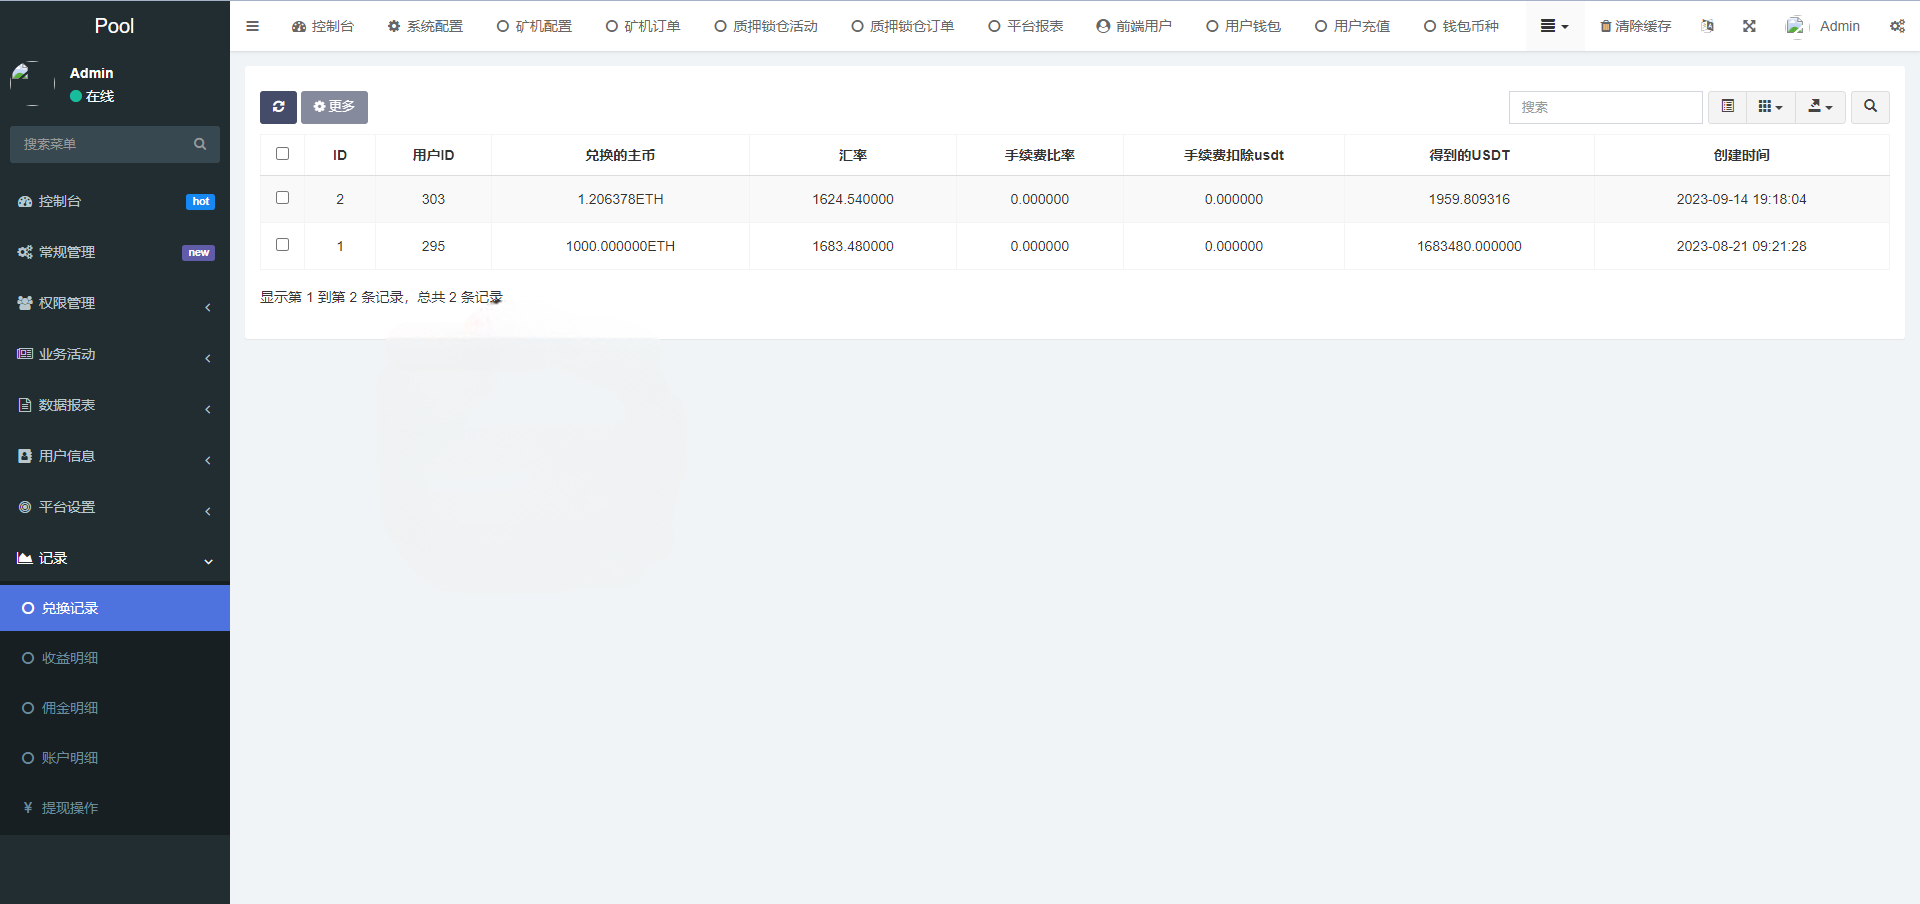 Pool
控制台 系统配置 矿机配置 矿机订单 质押锁仓活动 质押锁仓订单 平台报表 前端用户 用户钱包 用户充值 钱包币种 清除缓存 Admin
Admin
在线
搜索菜单
控制台 hot
常规管理 new
权限管理
业务活动
数据报表
用户信息
平台设置
记录
兑换记录
收益明细
佣金明细
账户明细
¥ 提现操作
更多 搜索
ID 用户ID 兑换的主币 汇率 手续费比率 手续费扣除usdt 得到的USDT 创建时间
2 303 1.206378ETH 1624.540000 0.000000 0.000000 1959.809316 2023-09-14 19:18:04
1 295 1000.000000ETH 1683.480000 0.000000 0.000000 1683480.000000 2023-08-21 09:21:28
显示第 1 到第 2 条记录，总共 2 条记录